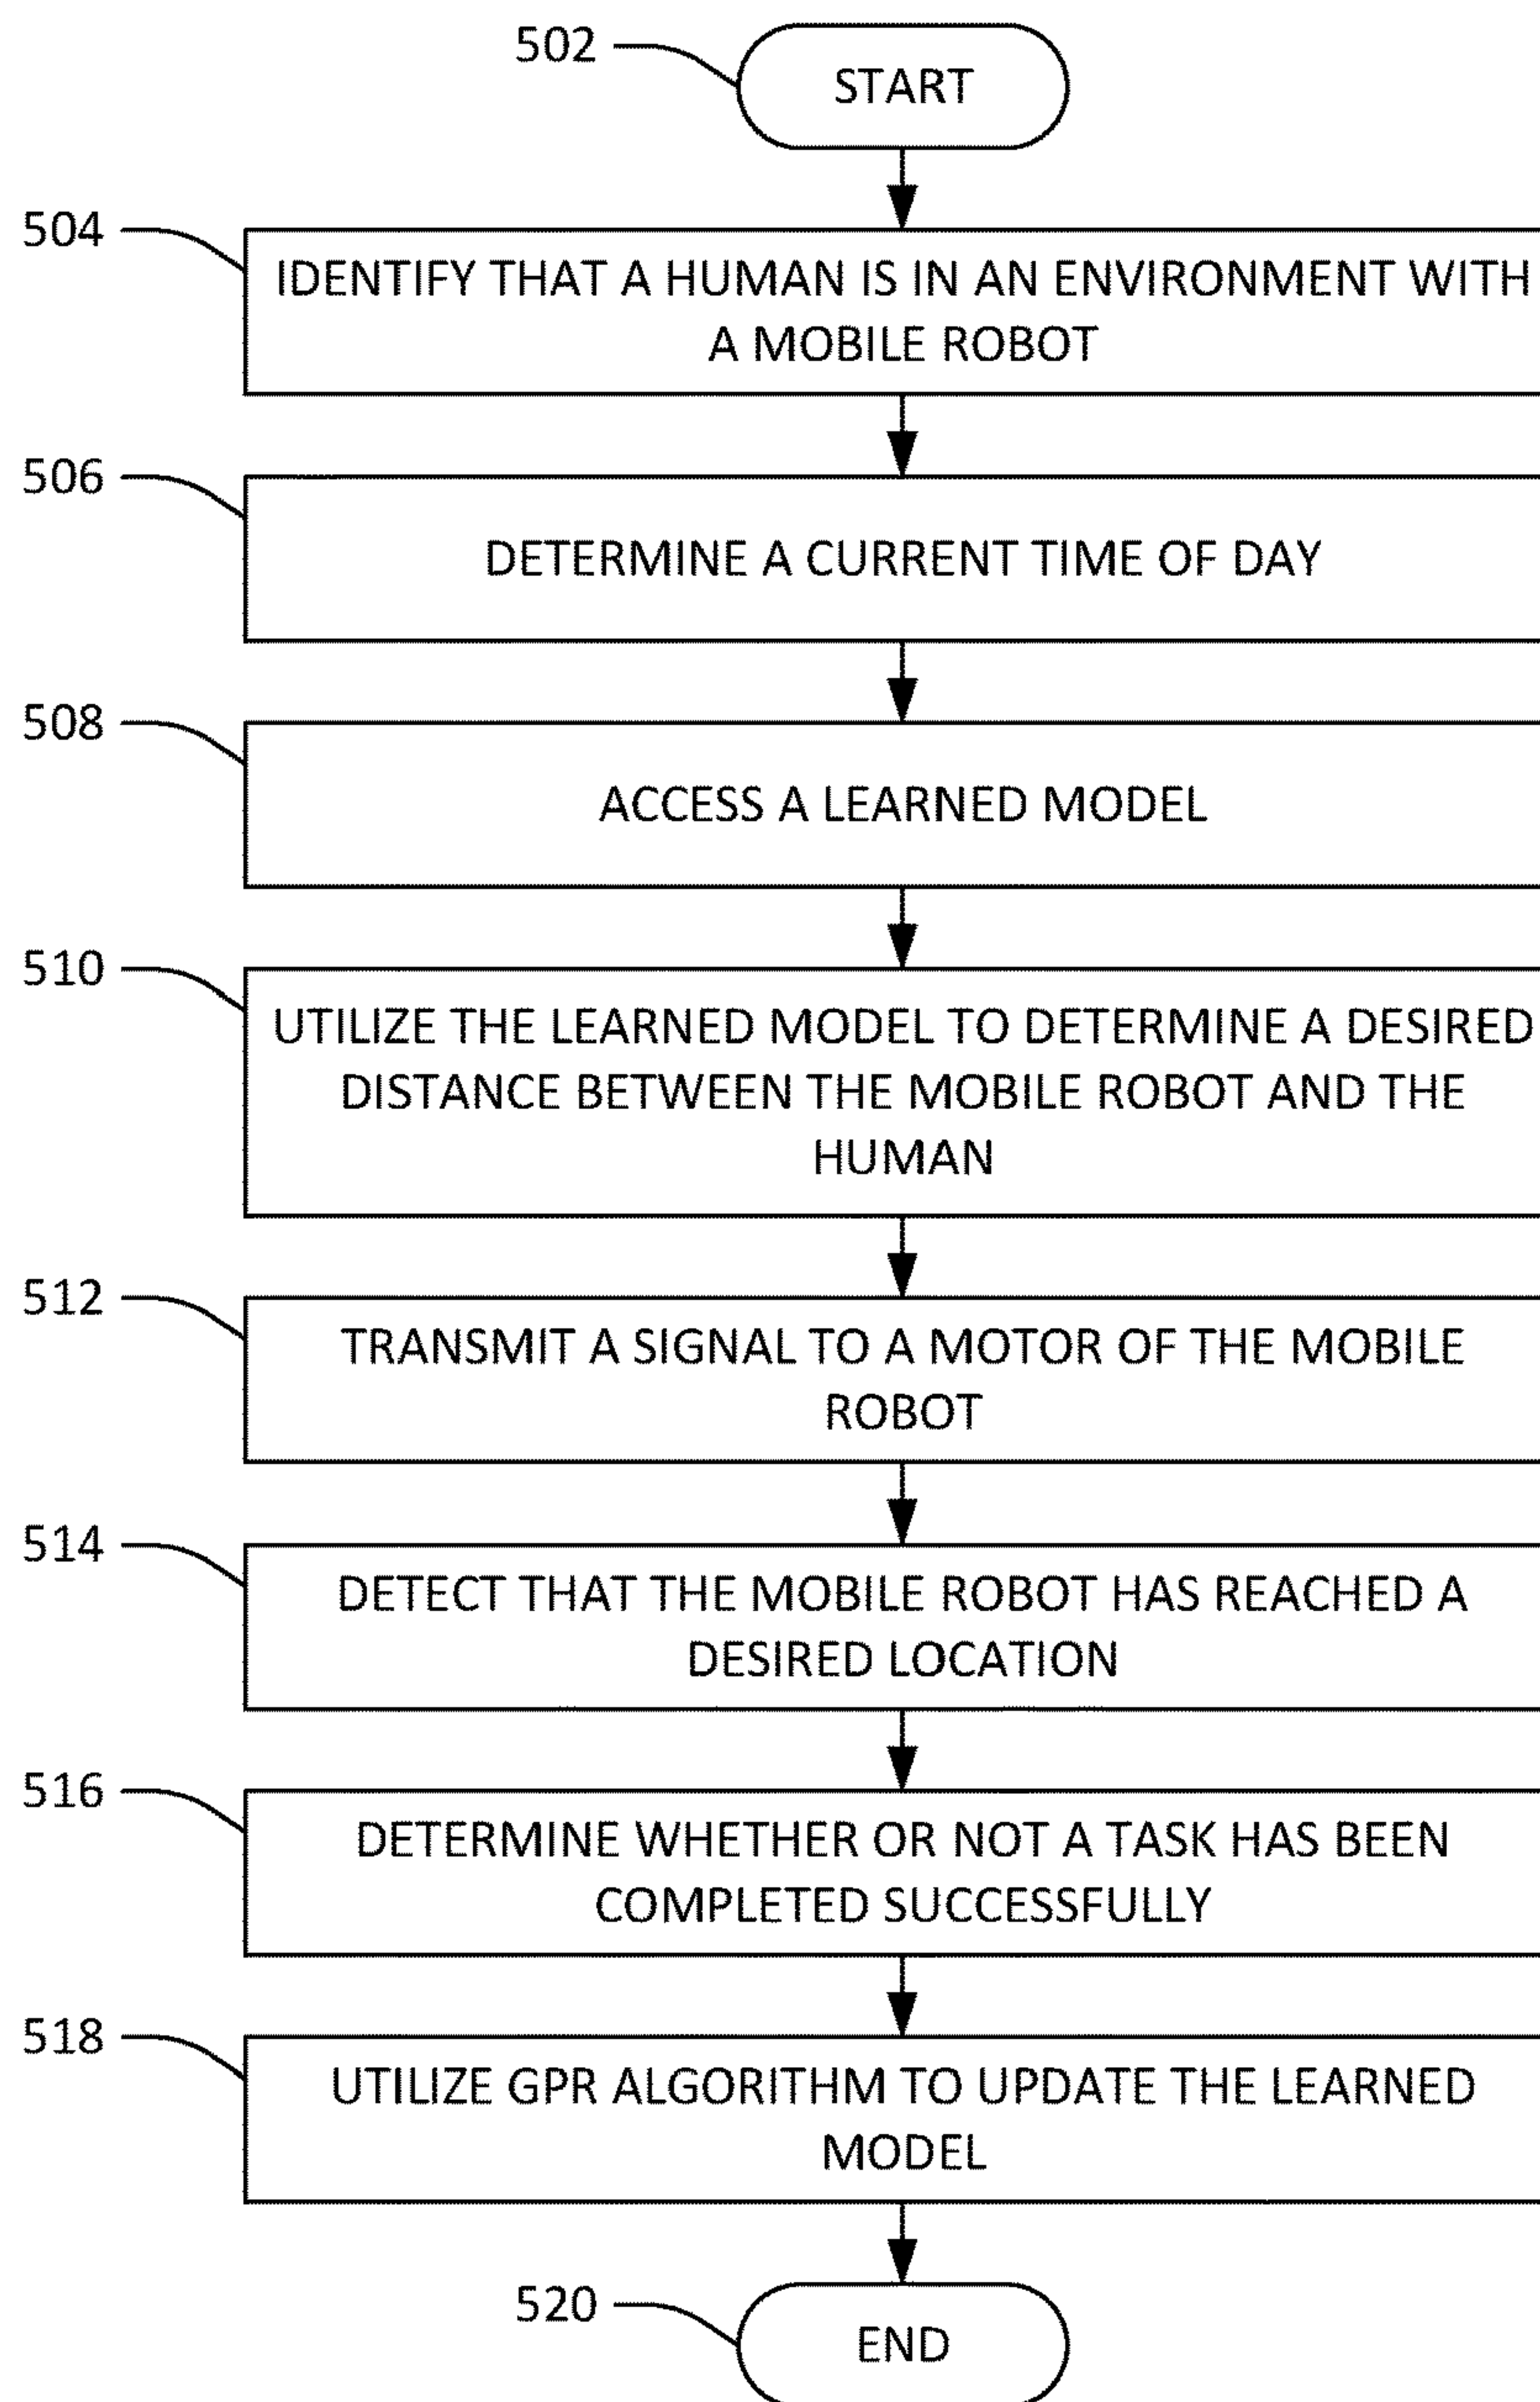 502
START
504
IDENTIFY THAT A HUMAN IS IN AN ENVIRONMENT WITH
A MOBILE ROBOT
506
DETERMINE A CURRENT TIME OF DAY
508
ACCESS A LEARNED MODEL
510
UTILIZE THE LEARNED MODEL TO DETERMINE A DESIRED
DISTANCE BETWEEN THE MOBILE ROBOT AND THE
HUMAN
512
TRANSMIT A SIGNAL TO A MOTOR OF THE MOBILE
ROBOT
514
DETECT THAT THE MOBILE ROBOT HAS REACHED A
DESIRED LOCATION
516
DETERMINE WHETHER OR NOT A TASK HAS BEEN
COMPLETED SUCCESSFULLY
518
UTILIZE GPR ALGORITHM TO UPDATE THE LEARNED
MODEL
520
END